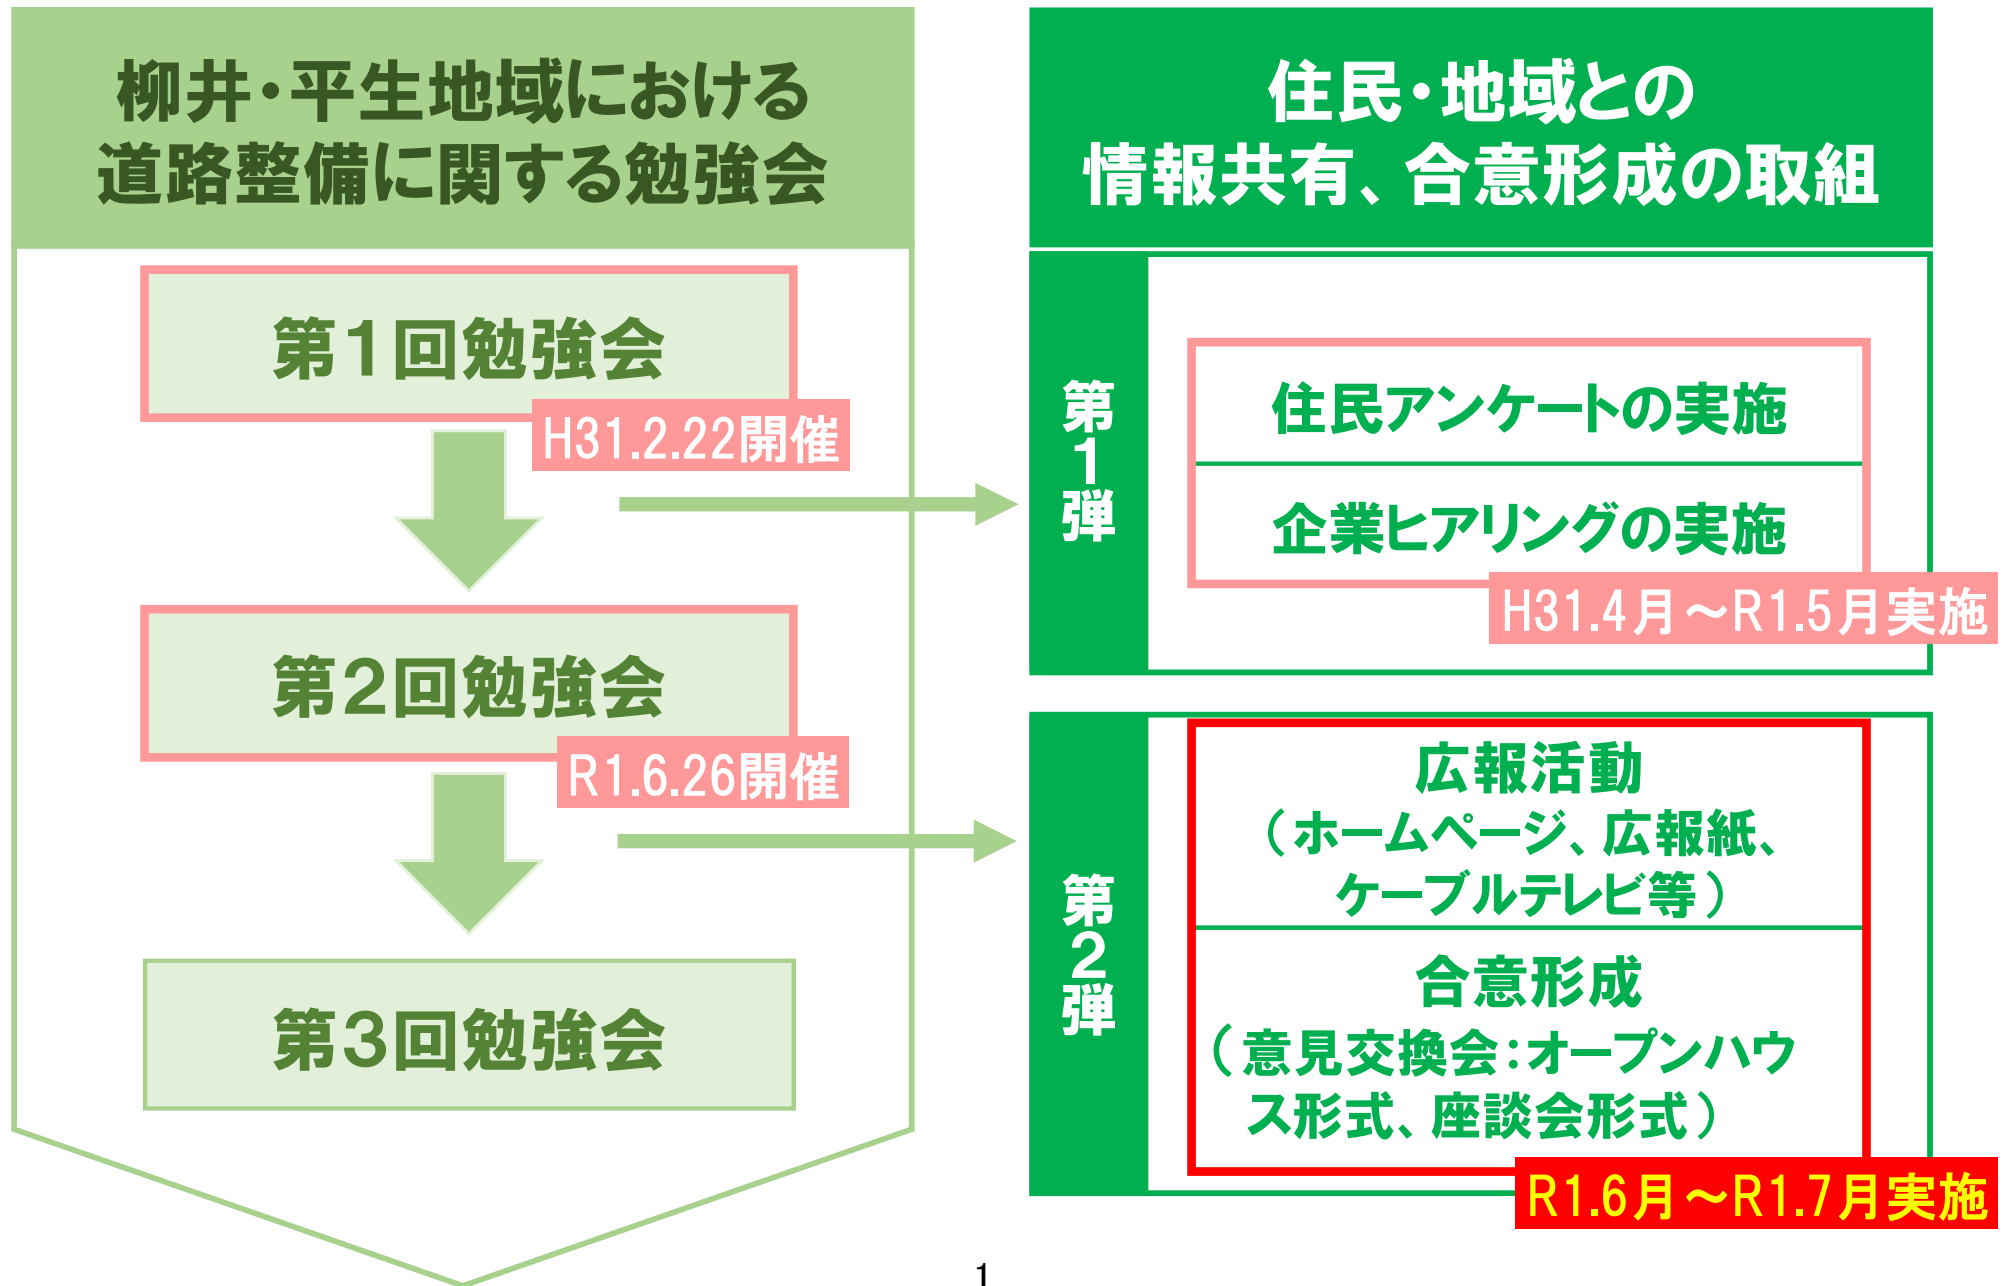 柳井・平生地域における
道路整備に関する勉強会
第1回勉強会
H31.2.22開催
第2回勉強会
R1.6.26開催
第3回勉強会
住民・地域との
情報共有、合意形成の取組
第1弾
住民アンケートの実施
企業ヒアリングの実施
H31.4月～R1.5月実施
第2弾
広報活動
（ホームページ、広報紙、
ケーブルテレビ等）
合意形成
（意見交換会：オープンハウ
ス形式、座談会形式）
R1.6月～R1.7月実施
1